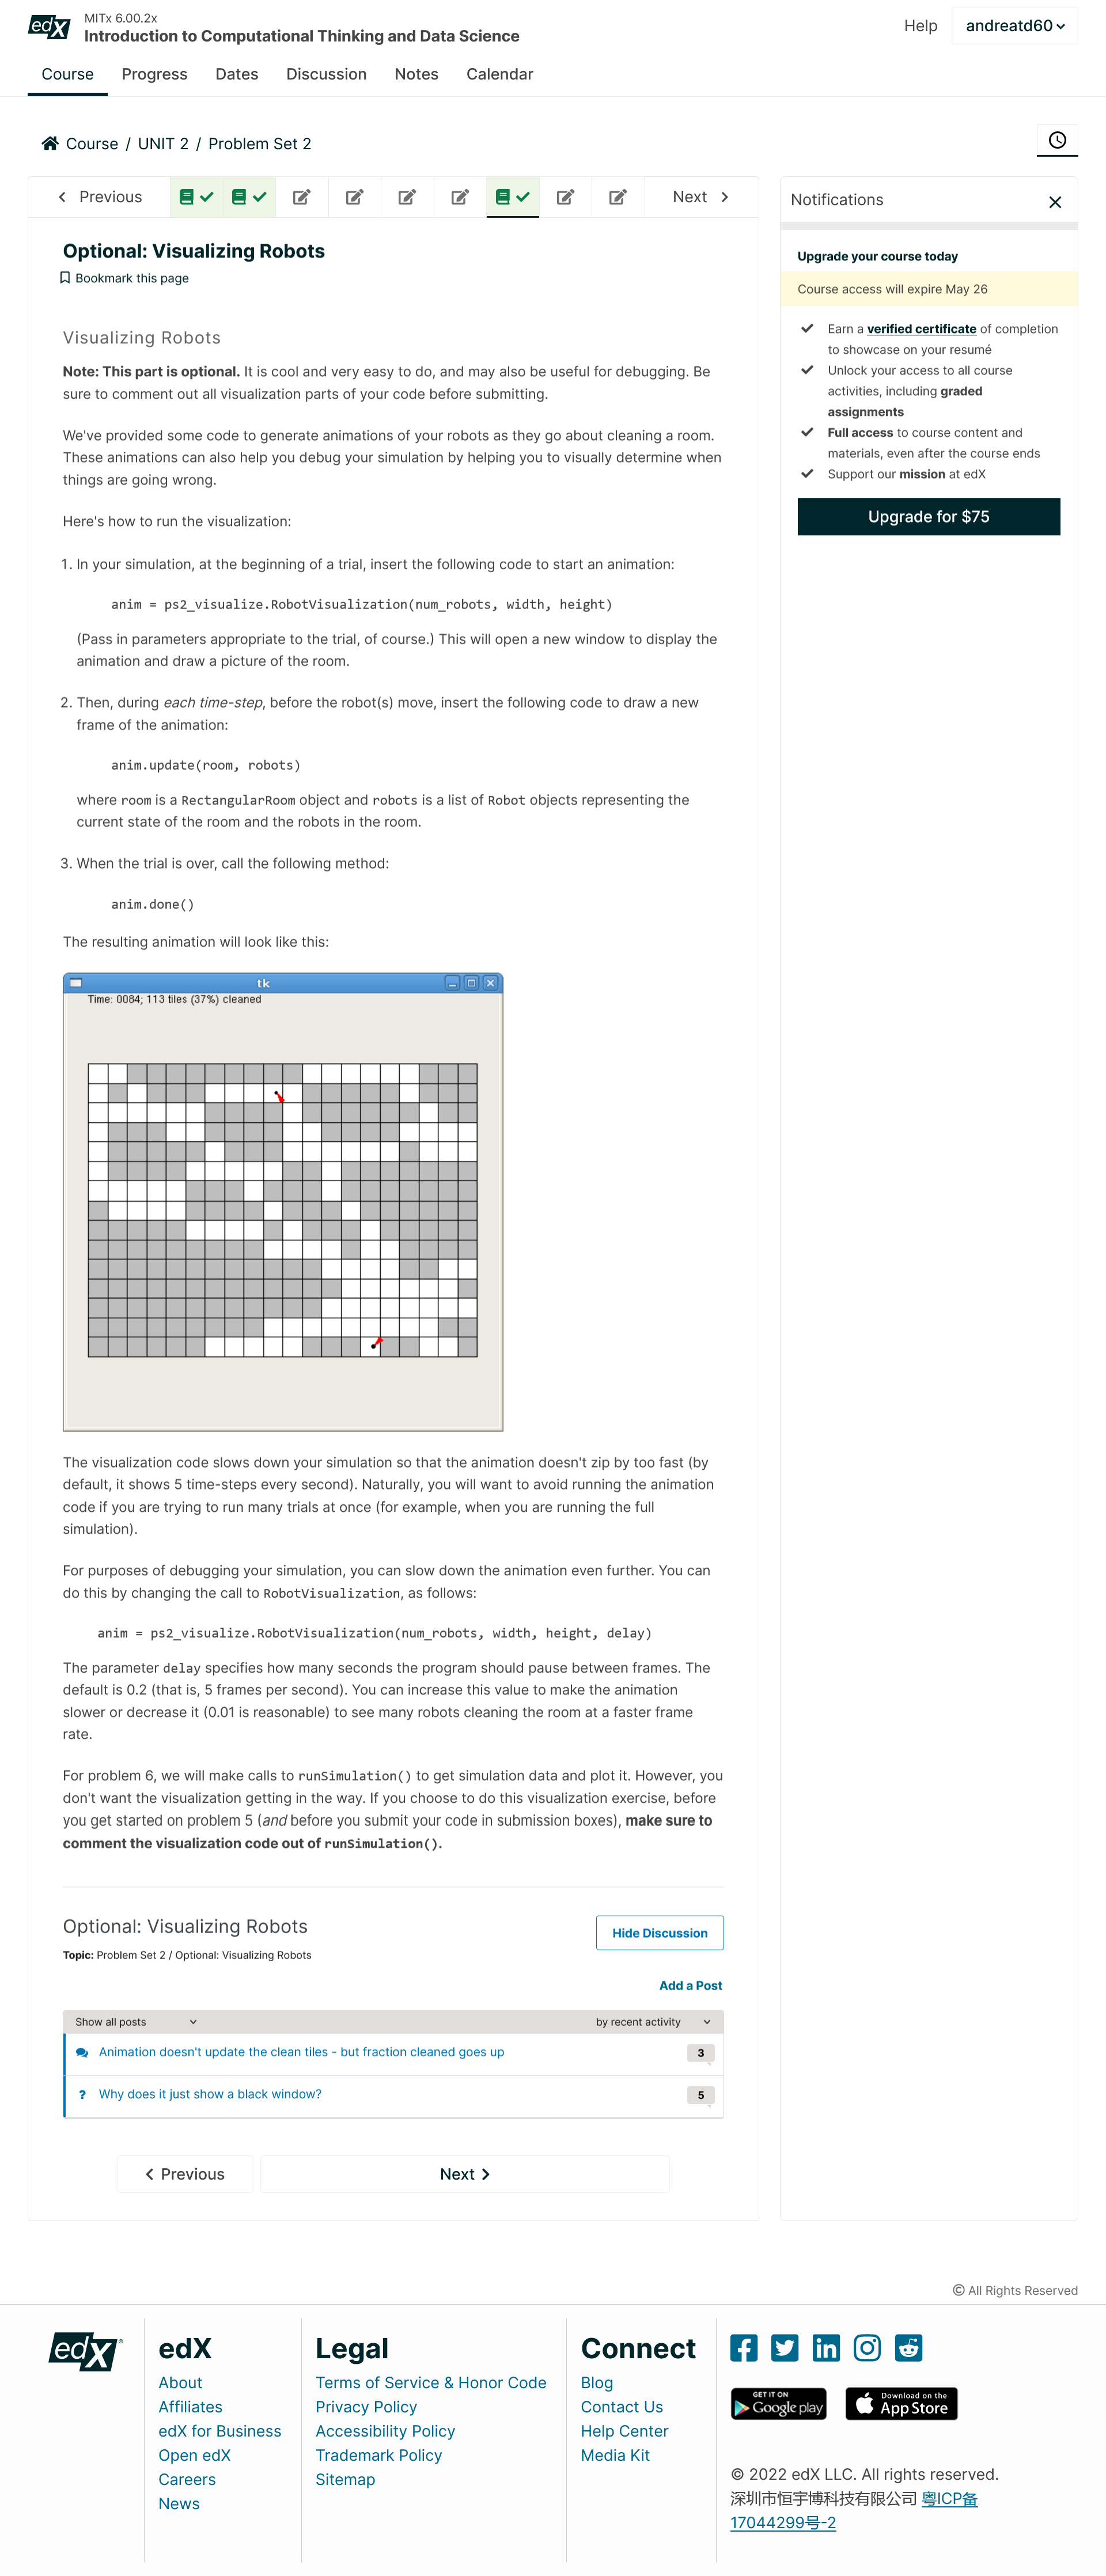 edX
MITx 6.00.2x
Introduction to Computational Thinking and Data Science
Help
andreatd60
Course
Progress
Dates
Discussion
Notes
Calendar
Course / UNIT 2 / Problem Set 2
Previous
Next
Optional: Visualizing Robots
Bookmark this page
Visualizing Robots
Note: This part is optional. It is cool and very easy to do, and may also be useful for debugging. Be
sure to comment out all visualization parts of your code before submitting.
We've provided some code to generate animations of your robots as they go about cleaning a room.
These animations can also help you debug your simulation by helping you to visually determine when
things are going wrong.
Here's how to run the visualization:
1. In your simulation, at the beginning of a trial, insert the following code to start an animation:
anim = ps2_visualize.RobotVisualization(num_robots, width, height)
(Pass in parameters appropriate to the trial, of course.) This will open a new window to display the
animation and draw a picture of the room.
2. Then, during each time-step, before the robot(s) move, insert the following code to draw a new
frame of the animation:
anim.update(room, robots)
where room is a RectangularRoom object and robots is a list of Robot objects representing the
current state of the room and the robots in the room.
3. When the trial is over, call the following method:
anim.done()
The resulting animation will look like this:
tk
Time: 0084; 113 tiles (37%) cleaned
The visualization code slows down your simulation so that the animation doesn't zip by too fast (by
default, it shows 5 time-steps every second). Naturally, you will want to avoid running the animation
code if you are trying to run many trials at once (for example, when you are running the full
simulation).
For purposes of debugging your simulation, you can slow down the animation even further. You can
do this by changing the call to RobotVisualization, as follows:
anim = ps2_visualize.RobotVisualization(num_robots, width, height, delay)
The parameter delay specifies how many seconds the program should pause between frames. The
default is 0.2 (that is, 5 frames per second). You can increase this value to make the animation
slower or decrease it (0.01 is reasonable) to see many robots cleaning the room at a faster frame
rate.
For problem 6, we will make calls to runSimulation() to get simulation data and plot it. However, you
don't want the visualization getting in the way. If you choose to do this visualization exercise, before
you get started on problem 5 (and before you submit your code in submission boxes), make sure to
comment the visualization code out of runSimulation().
Optional: Visualizing Robots
Hide Discussion
Topic: Problem Set 2 / Optional: Visualizing Robots
Add a Post
Show all posts
by recent activity
Animation doesn't update the clean tiles - but fraction cleaned goes up
3
? Why does it just show a black window?
5
Previous
Next
Notifications
Upgrade your course today
Course access will expire May 26
Earn a verified certificate of completion
to showcase on your resumé
Unlock your access to all course
activities, including graded
assignments
Full access to course content and
materials, even after the course ends
Support our mission at edX
Upgrade for $75
© All Rights Reserved
edX®
edX
About
Affiliates
edX for Business
Open edX
Careers
News
Legal
Terms of Service & Honor Code
Privacy Policy
Accessibility Policy
Trademark Policy
Sitemap
Connect
Blog
Contact Us
Help Center
Media Kit
GET IT ON
Google play
Download on the
App Store
© 2022 edX LLC. All rights reserved.
深圳市恒宇博科技有限公司 粤ICP备
17044299号-2